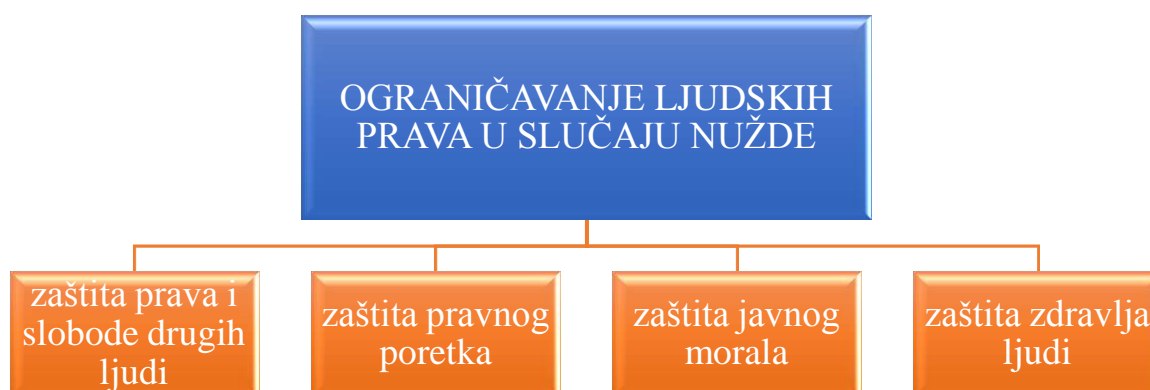 OGRANIČAVANJE LJUDSKIH
PRAVA U SLUČAJU NUŽDE
zaštita prava i
slobode drugih
ljudi
zaštita pravnog
poretka
zaštita javnog
morala
zaštita zdravlja
ljudi